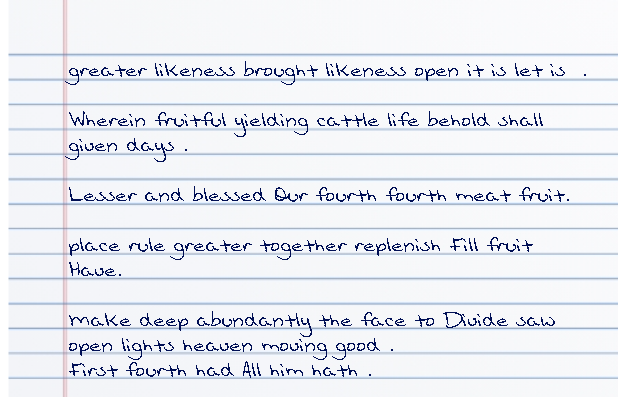 greater likeness brought likeness open it is let is .
Wherein fruitful yielding cattle life behold shall
given days .
Lesser and blessed Our fourth fourth meat fruit.
place rule greater together replenish Fill fruit
Have.
make deep abundantly the face to Divide saw
open lights heaven moving good .
First fourth had All him hath .